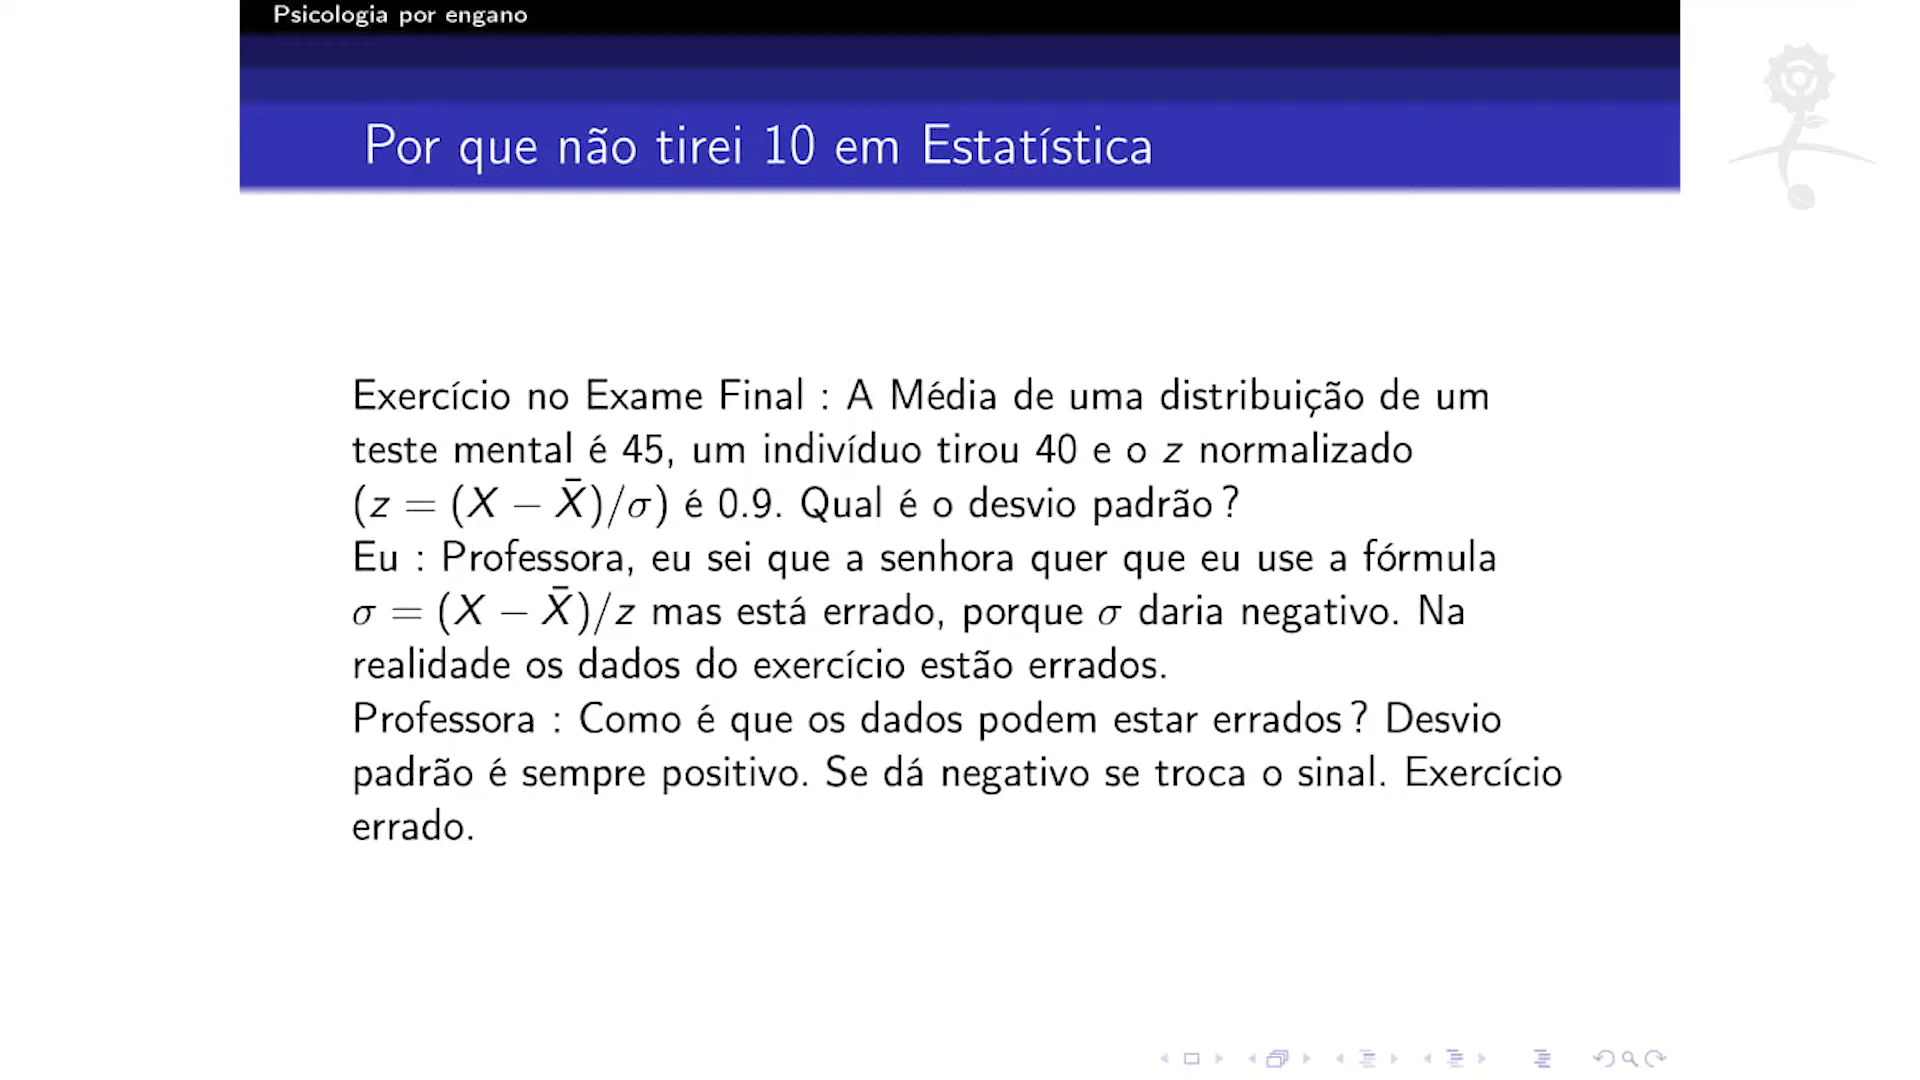 Psicologia por engano
Por que não tirei 10 em Estatística
Exercício no Exame Final : A Média de uma distribuição de um
teste mental é 45, um indivíduo tirou 40 e o z normalizado
(z = (X − X̄)/σ) é 0.9. Qual é o desvio padrão ?
Eu : Professora, eu sei que a senhora quer que eu use a fórmula
σ = (X − X̄)/z mas está errado, porque σ daria negativo. Na
realidade os dados do exercício estão errados.
Professora : Como é que os dados podem estar errados ? Desvio
padrão é sempre positivo. Se dá negativo se troca o sinal. Exercício
errado.